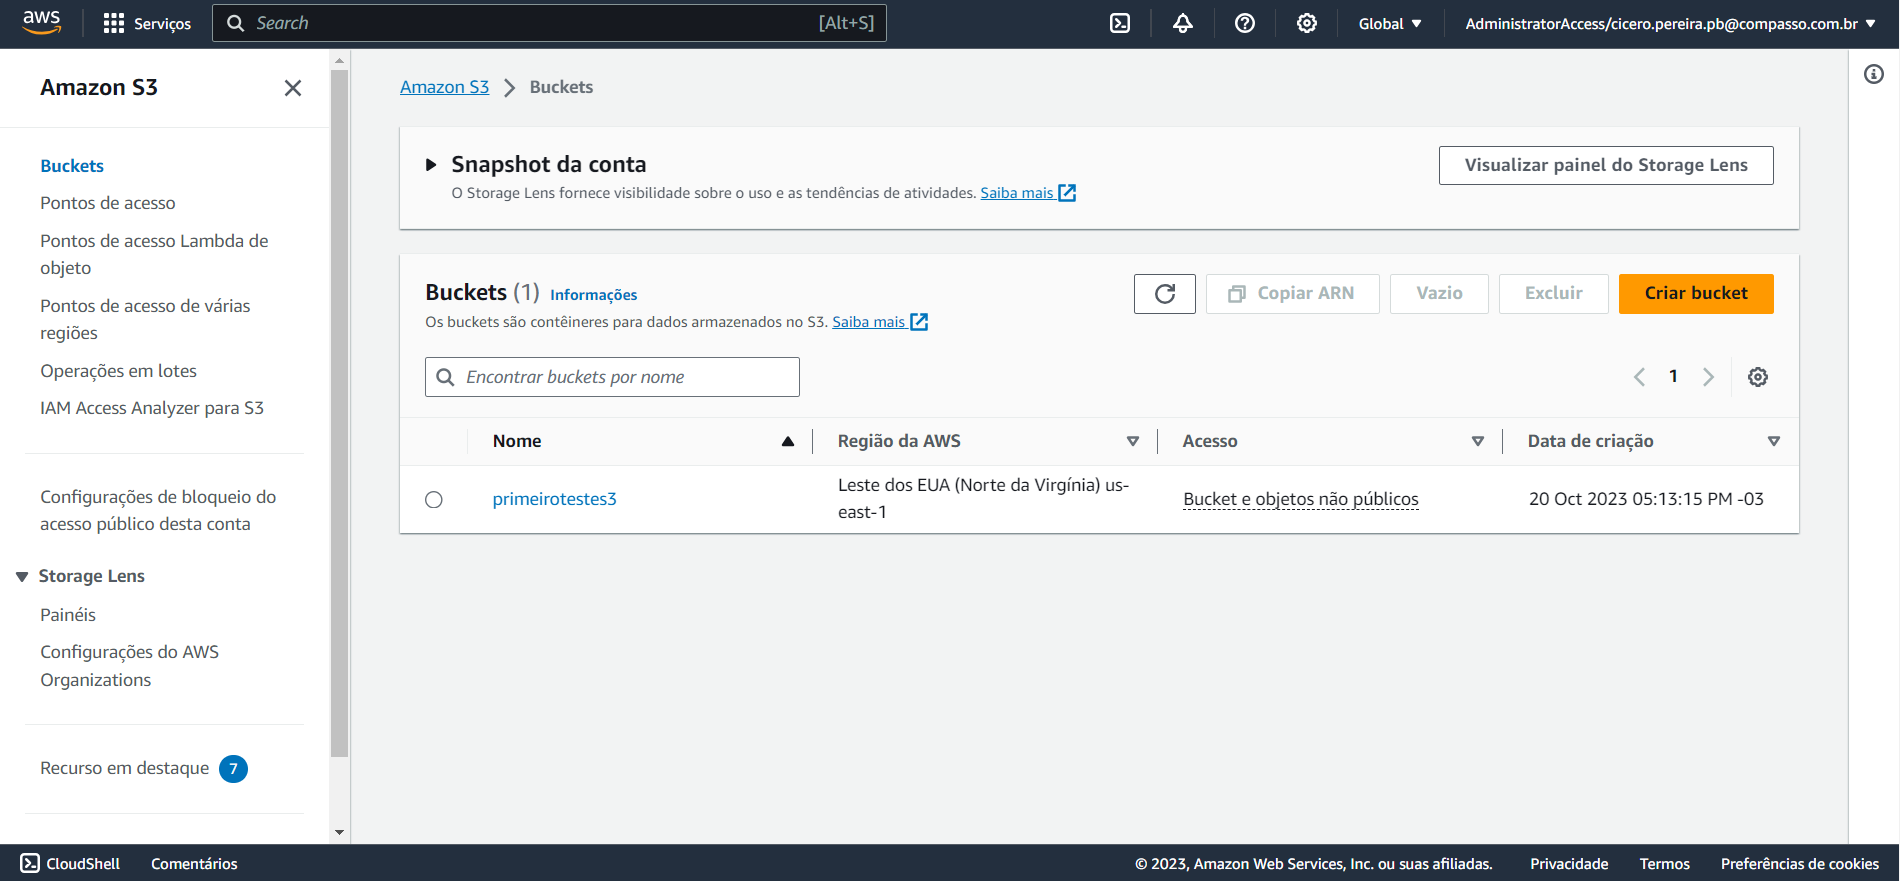 aws
Serviços
Search
[Alt+S]
Global
AdministratorAccess/cicero.pereira.pb@compasso.com.br
Amazon S3
Buckets
Pontos de acesso
Pontos de acesso Lambda de
objeto
Pontos de acesso de várias
regiões
Operações em lotes
IAM Access Analyzer para S3
Configurações de bloqueio do
acesso público desta conta
Storage Lens
Painéis
Configurações do AWS
Organizations
Recurso em destaque 7
Amazon S3 > Buckets
Snapshot da conta
O Storage Lens fornece visibilidade sobre o uso e as tendências de atividades. Saiba mais
Visualizar painel do Storage Lens
Buckets (1) Informações
Os buckets são contêineres para dados armazenados no S3. Saiba mais
Copiar ARN
Vazio
Excluir
Criar bucket
Encontrar buckets por nome
1
Nome
Região da AWS
Acesso
Data de criação
primeirotestes3
Leste dos EUA (Norte da Virgínia) us-
east-1
Bucket e objetos não públicos
20 Oct 2023 05:13:15 PM -03
CloudShell
Comentários
© 2023, Amazon Web Services, Inc. ou suas afiliadas.
Privacidade
Termos
Preferências de cookies